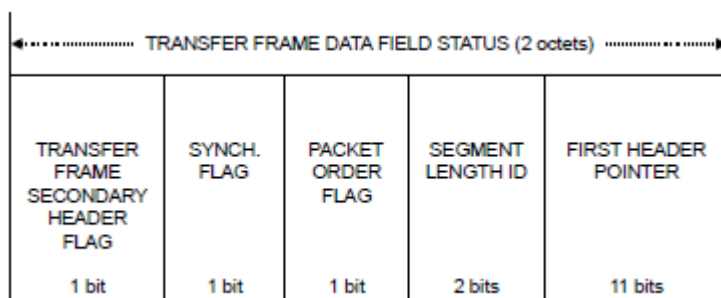 TRANSFER FRAME DATA FIELD STATUS (2 octets)
TRANSFER
FRAME
SECONDARY
HEADER
FLAG
1 bit
SYNCH.
FLAG
1 bit
PACKET
ORDER
FLAG
1 bit
SEGMENT
LENGTH ID
2 bits
FIRST HEADER
POINTER
11 bits